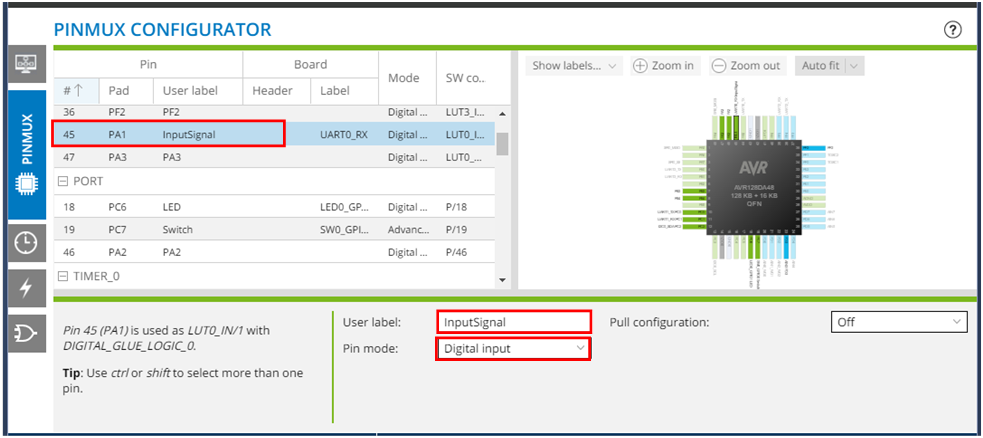 PINMUX CONFIGURATOR
?
PINMUX
Pin Board Mode SW co...
#↑ Pad User label Header Label
36 PF2 PF2 Digital ... LUT3_I...
45 PA1 InputSignal UART0_RX Digital ... LUT0_I...
47 PA3 PA3 Digital ... LUT0_...
PORT
18 PC6 LED LED0_GP... Digital ... P/18
19 PC7 Switch SW0_GPI... Advanc... P/19
46 PA2 PA2 Digital ... P/46
TIMER_0
Show labels... Zoom in Zoom out Auto fit
AVR
AVR128DA48
128 KB + 16 KB
QFN
Pin 45 (PA1) is used as LUT0_IN/1 with
DIGITAL_GLUE_LOGIC_0.
Tip: Use ctrl or shift to select more than one
pin.
User label: InputSignal Pull configuration: Off
Pin mode: Digital input